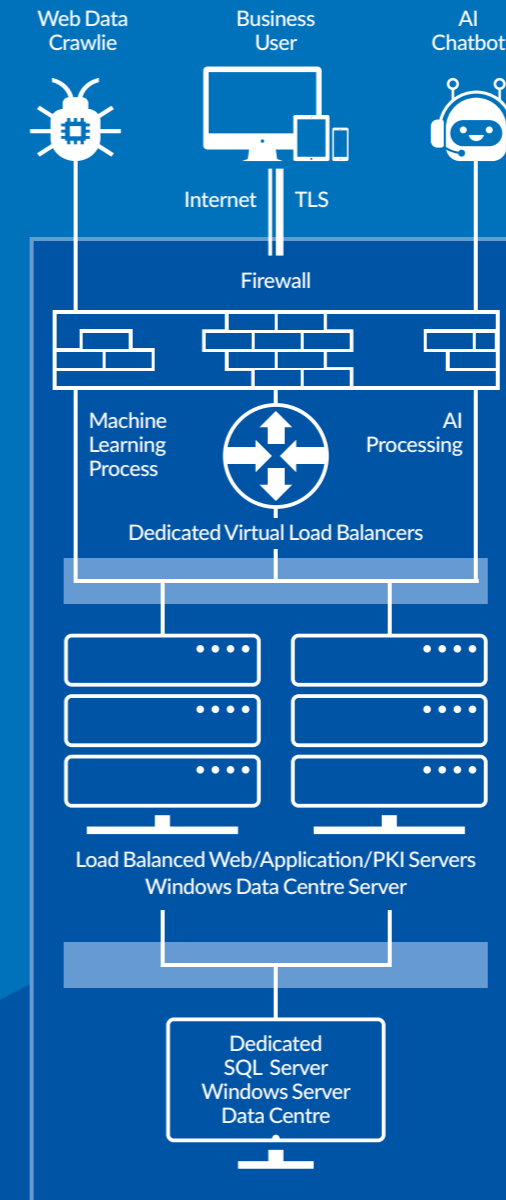 Web Data
Crawlie
Business
User
AI
Chatbot
Internet
TLS
Firewall
Machine
Learning
Process
AI
Processing
Dedicated Virtual Load Balancers
Load Balanced Web/Application/PKI Servers
Windows Data Centre Server
Dedicated
SQL Server
Windows Server
Data Centre